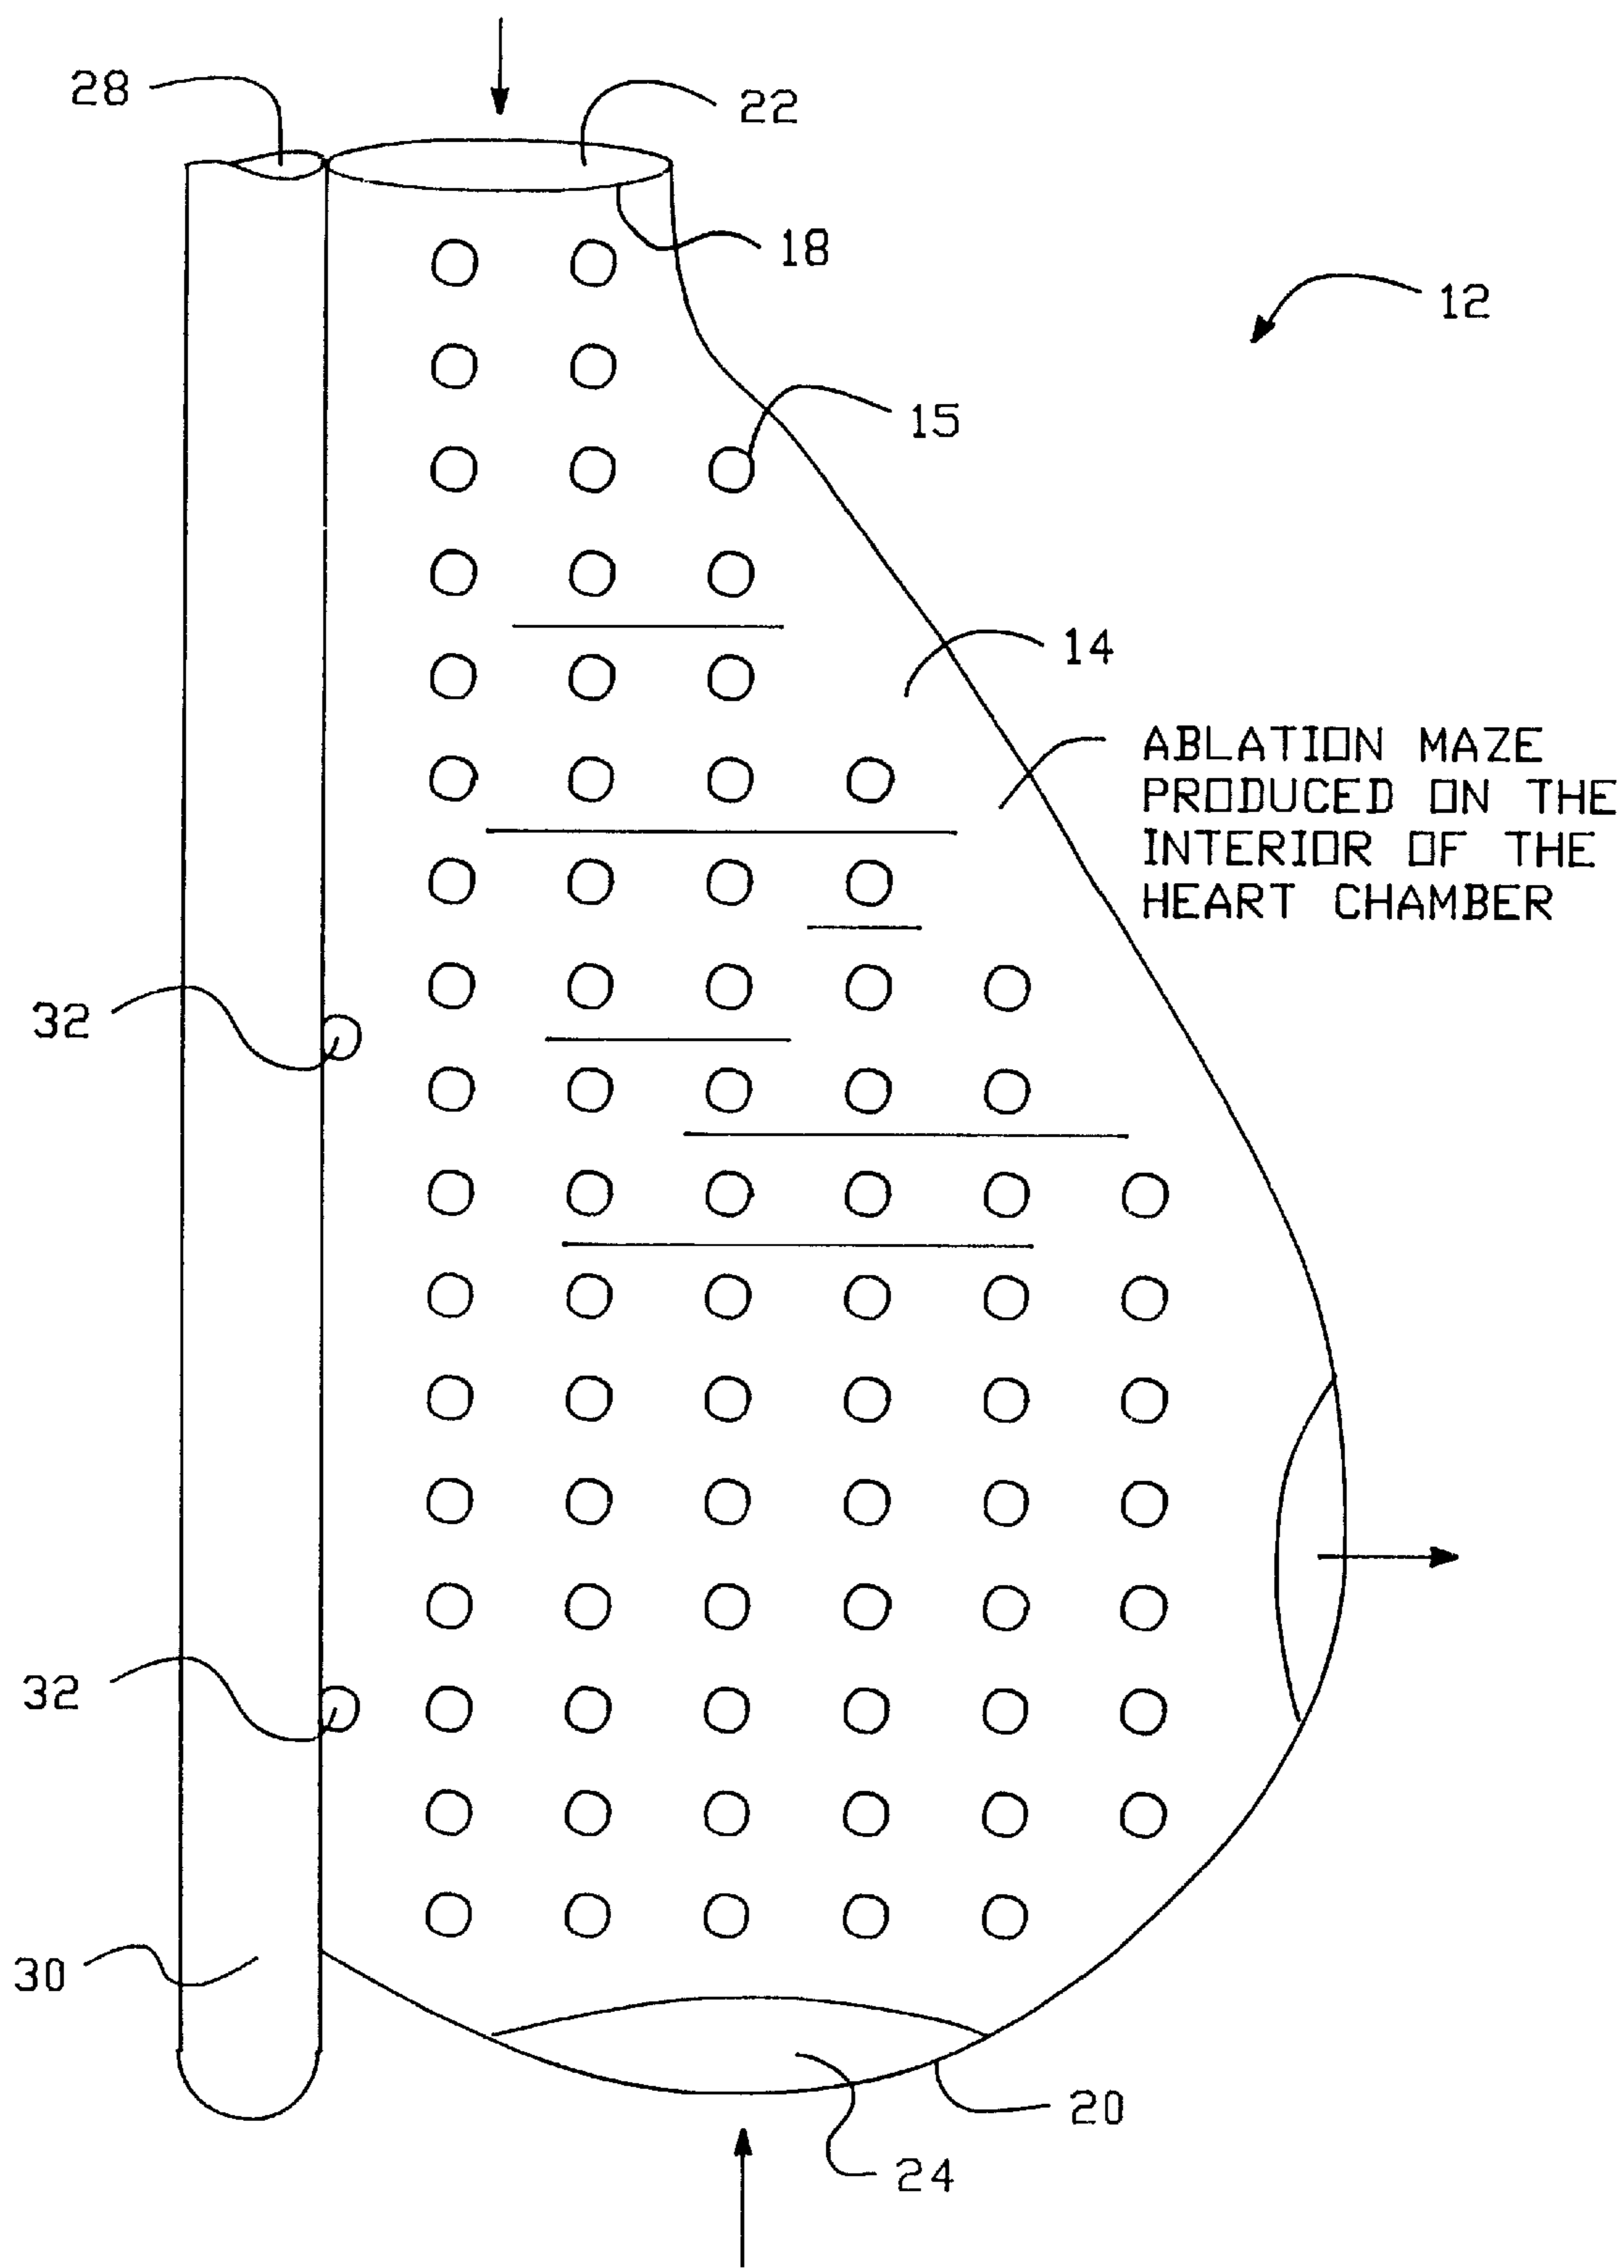 28
22
18
12
15
14
ABLATION MAZE
PRODUCED ON THE
INTERIOR OF THE
HEART CHAMBER
32
32
30
20
24